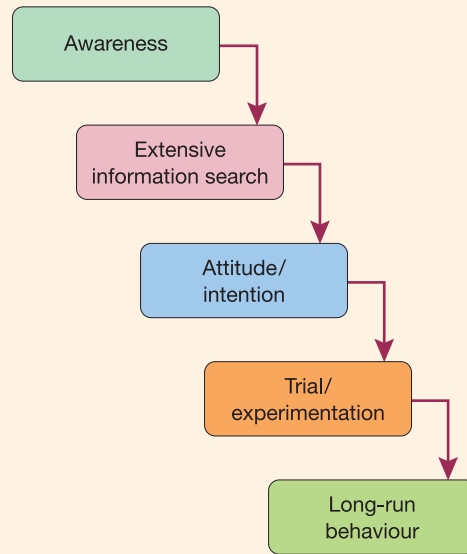 Awareness
Extensive
information search
Attitude/
intention
Trial/
experimentation
Long-run
behaviour